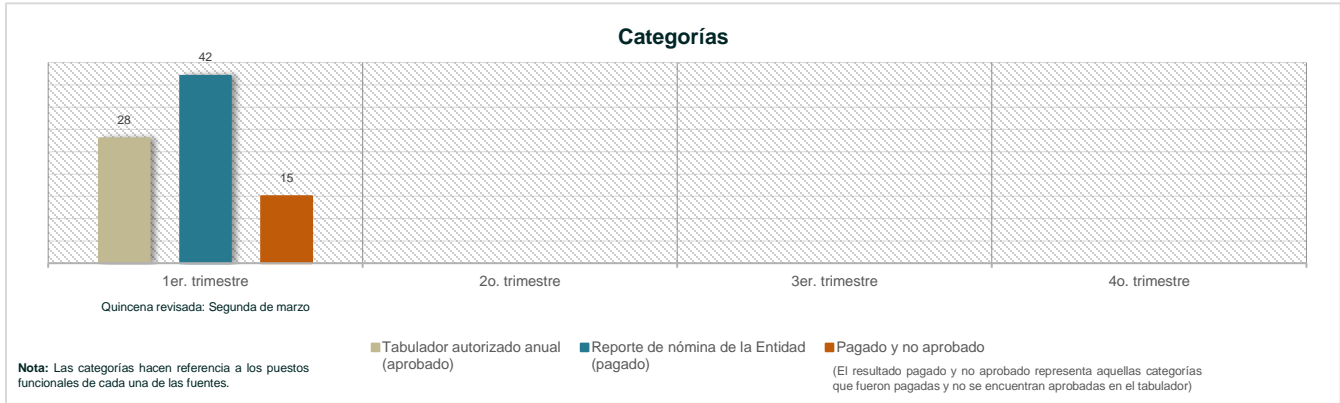 Categorías
42
28
15
1er. trimestre
2o. trimestre
3er. trimestre
4o. trimestre
Quincena revisada: Segunda de marzo
Tabulador autorizado anual
(aprobado)
Reporte de nómina de la Entidad
(pagado)
Pagado y no aprobado
(El resultado pagado y no aprobado representa aquellas categorías
que fueron pagadas y no se encuentran aprobadas en el tabulador)
Nota: Las categorías hacen referencia a los puestos
funcionales de cada una de las fuentes.